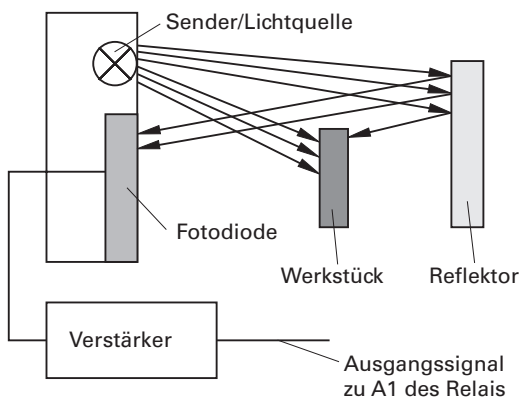 Sender/Lichtquelle
Fotodiode
Werkstück
Reflektor
Verstärker
Ausgangssignal
zu A1 des Relais